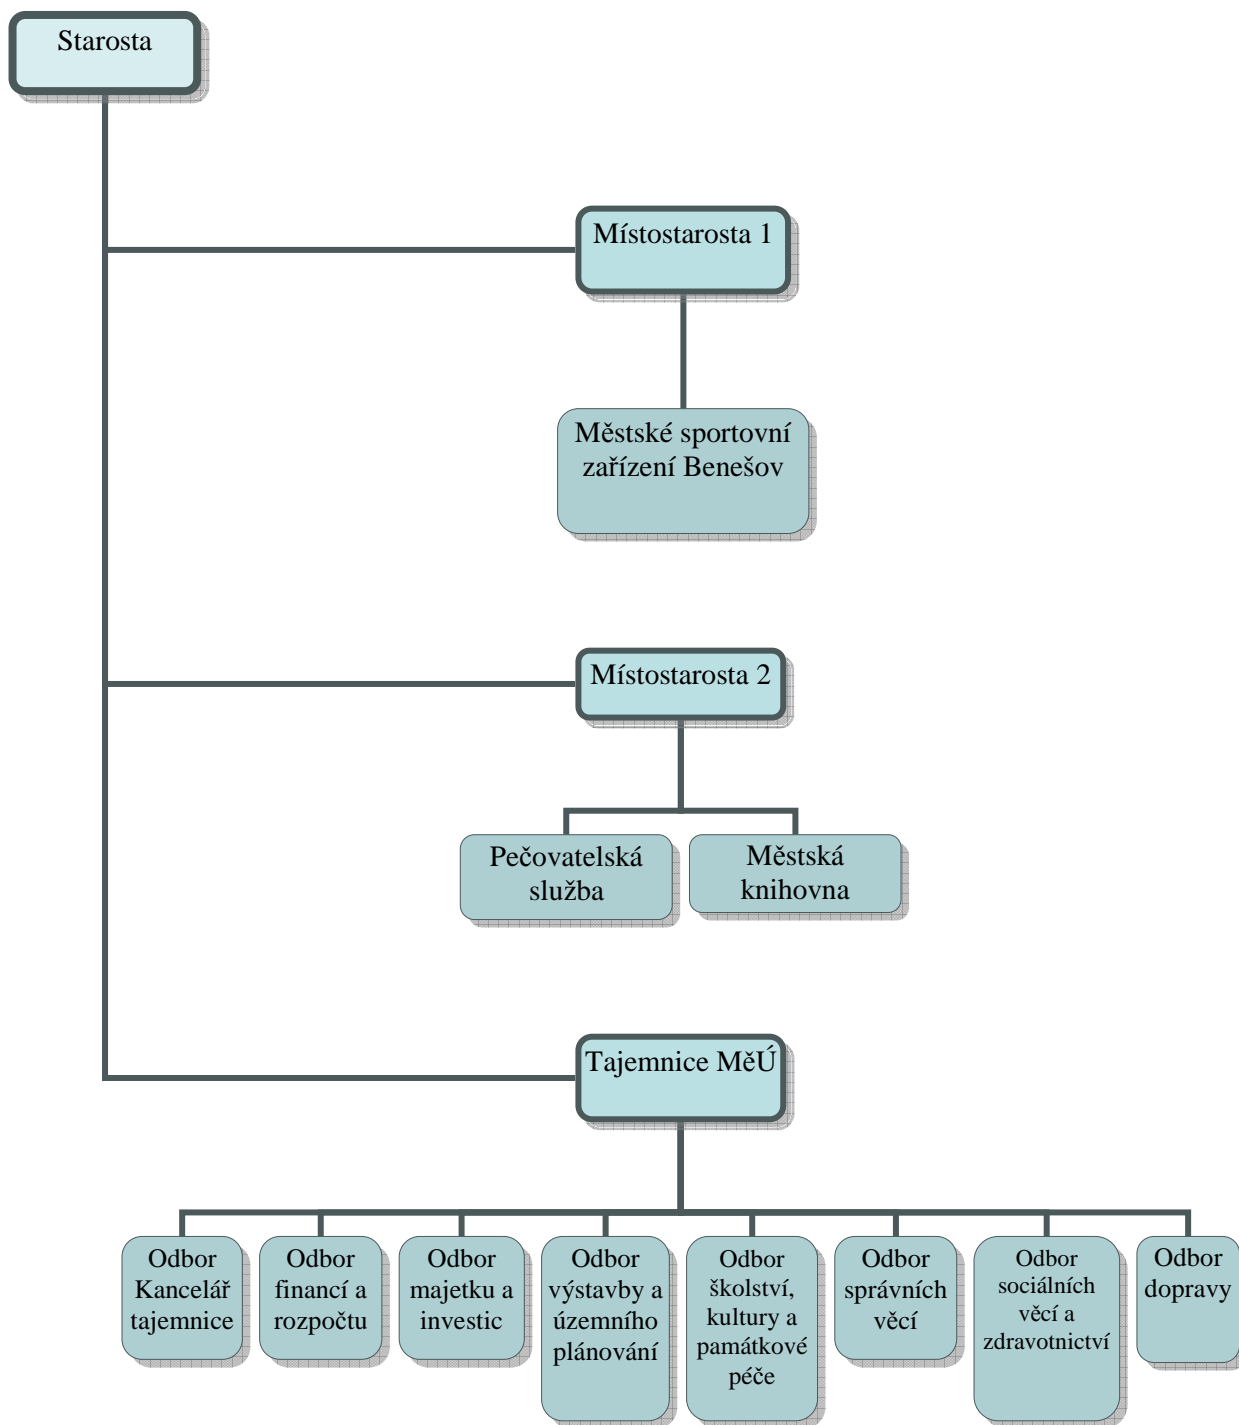 Starosta
Místostarosta 1
Městské sportovní
zařízení Benešov
Místostarosta 2
Pečovatelská
služba
Městská
knihovna
Tajemnice MěÚ
Odbor
Kancelář
tajemnice
Odbor
financí a
rozpočtu
Odbor
majetku a
investic
Odbor
výstavby a
územního
plánování
Odbor
školství,
kultury a
památkové
péče
Odbor
správních
věcí
Odbor
sociálních
věcí a
zdravotnictví
Odbor
dopravy